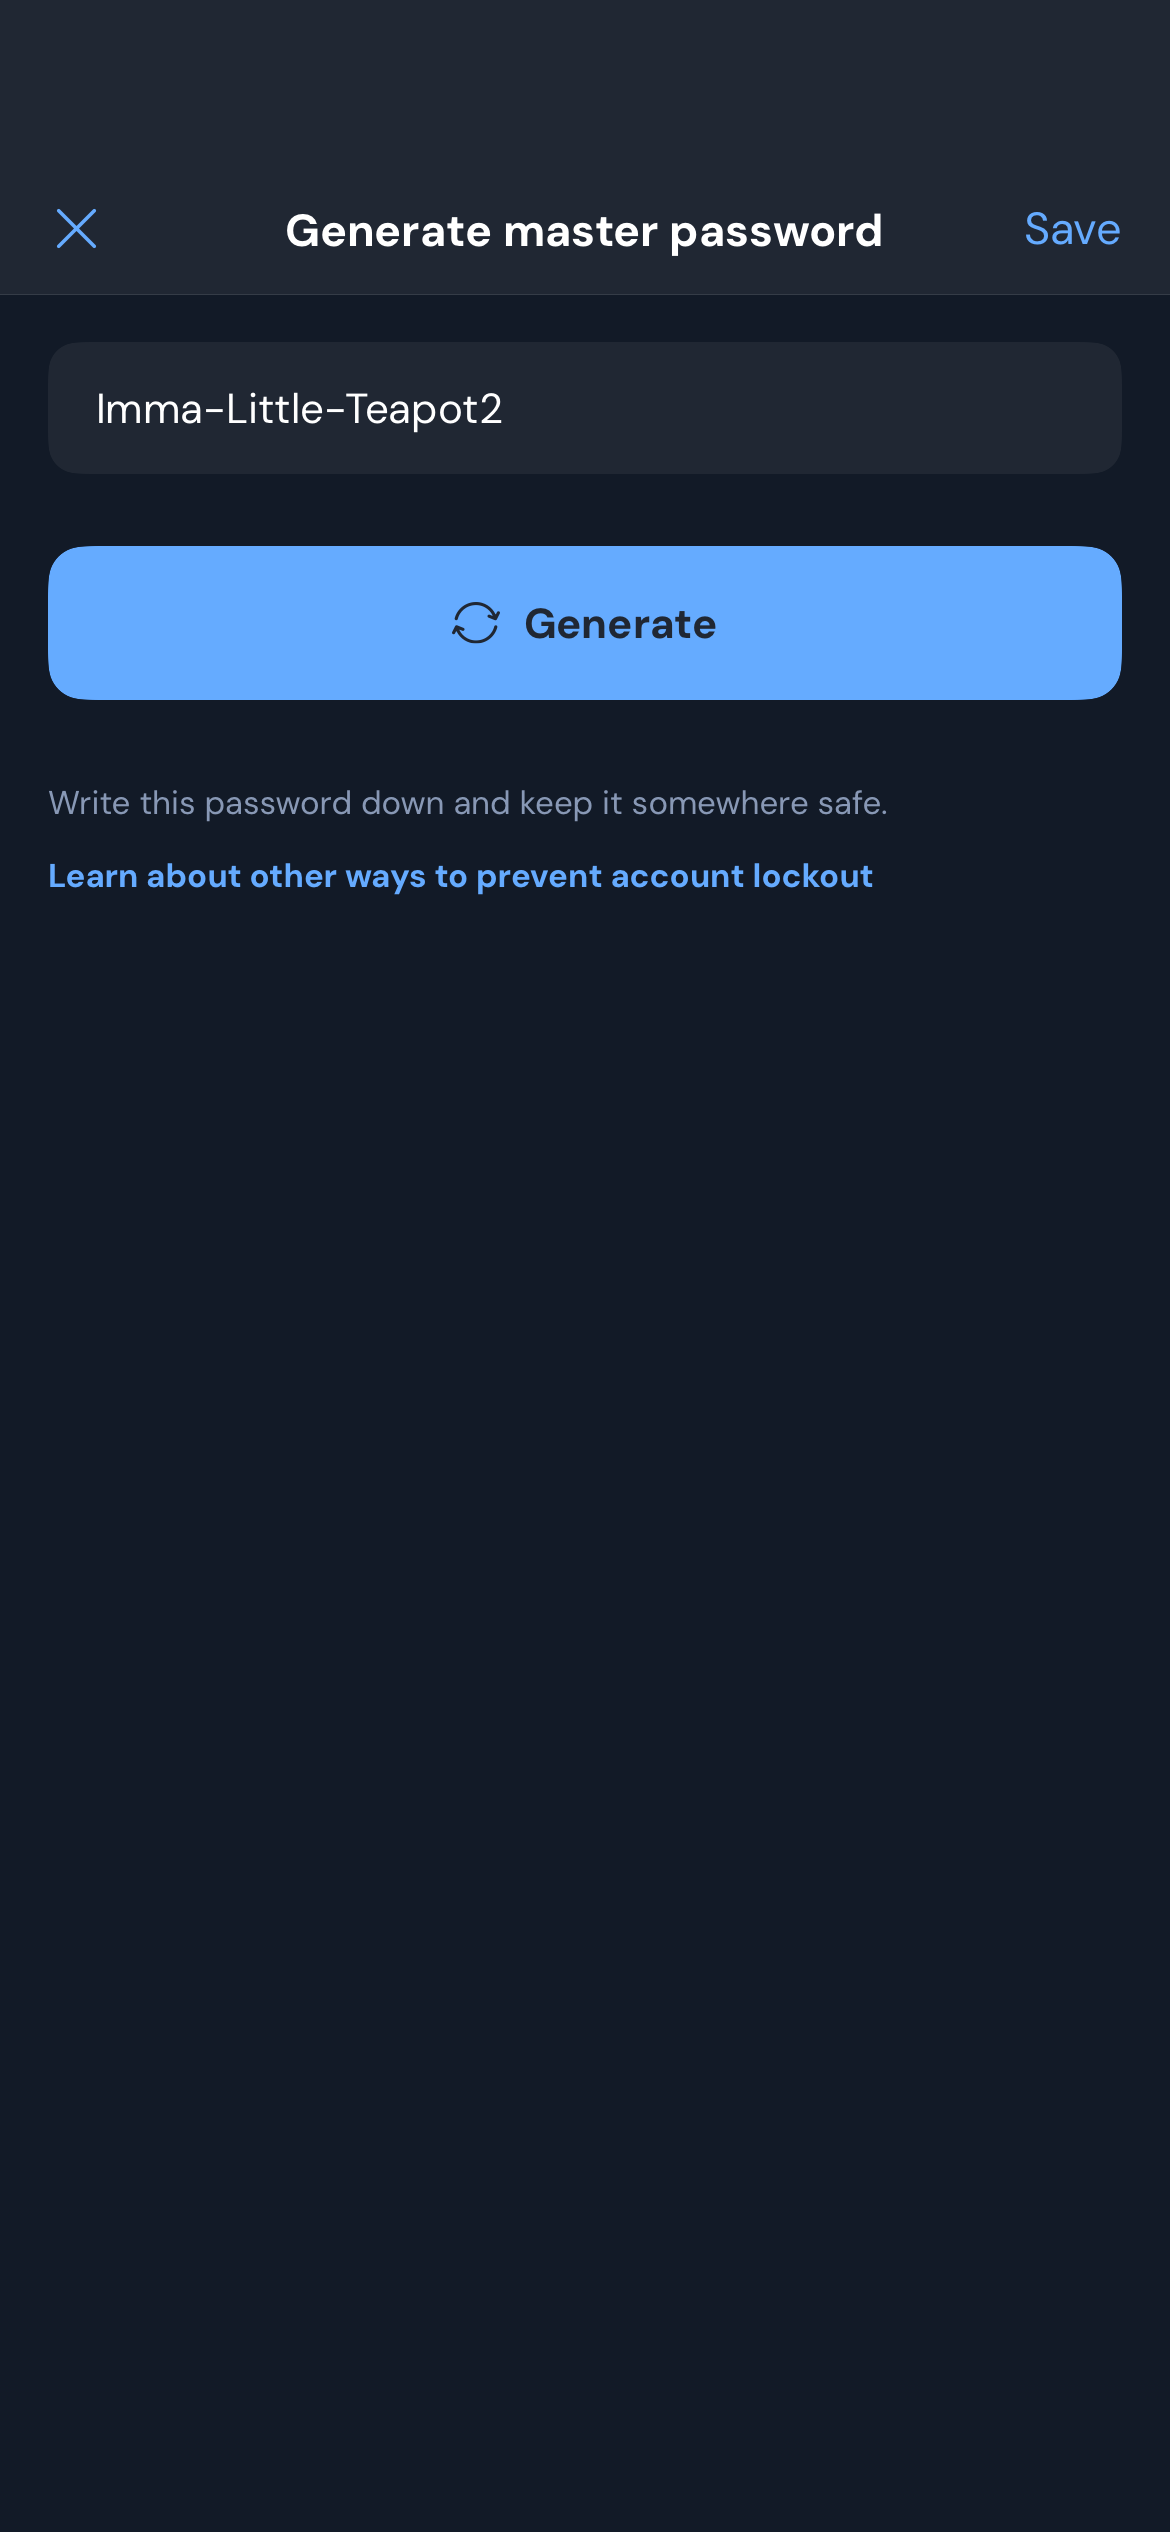 Generate master password
Save
Imma-Little-Teapot2
Generate
Write this password down and keep it somewhere safe.
Learn about other ways to prevent account lockout